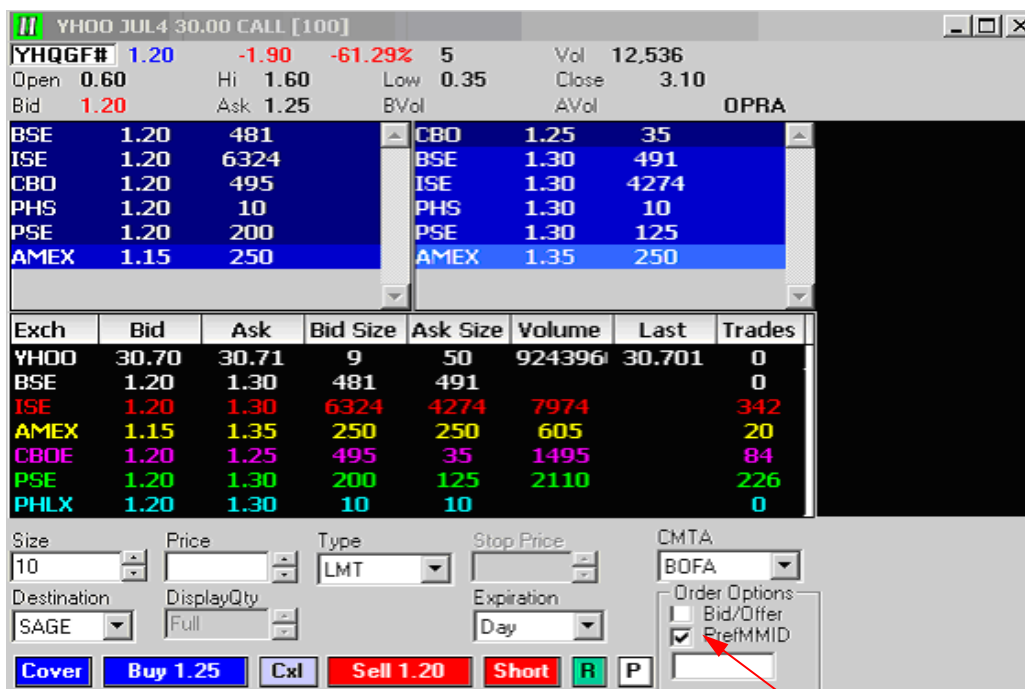 YHOO JUL4 30.00 CALL [100]
YHQGF# 1.20 -1.90 -61.29% 5 Vol 12,536
Open 0.60 Hi 1.60 Low 0.35 Close 3.10
Bid 1.20 Ask 1.25 BVol AVol OPRA
BSE 1.20 481 CBO 1.25 35
ISE 1.20 6324 BSE 1.30 491
CBO 1.20 495 ISE 1.30 4274
PHS 1.20 10 PHS 1.30 10
PSE 1.20 200 PSE 1.30 125
AMEX 1.15 250 AMEX 1.35 250
Exch Bid Ask Bid Size Ask Size Volume Last Trades
YHOO 30.70 30.71 9 50 924396 30.701 0
BSE 1.20 1.30 481 491 0
ISE 1.20 1.30 6324 4274 7974 342
AMEX 1.15 1.35 250 250 605 20
CBOE 1.20 1.25 495 35 1495 84
PSE 1.20 1.30 200 125 2110 226
PHLX 1.20 1.30 10 10 0
Size Price Type Stop Price CMTA
10 LMT BOFA
Destination DisplayQty Expiration Order Options
SAGE Full Day Bid/Offer
PrefMMID
Cover Buy 1.25 Cxl Sell 1.20 Short R P